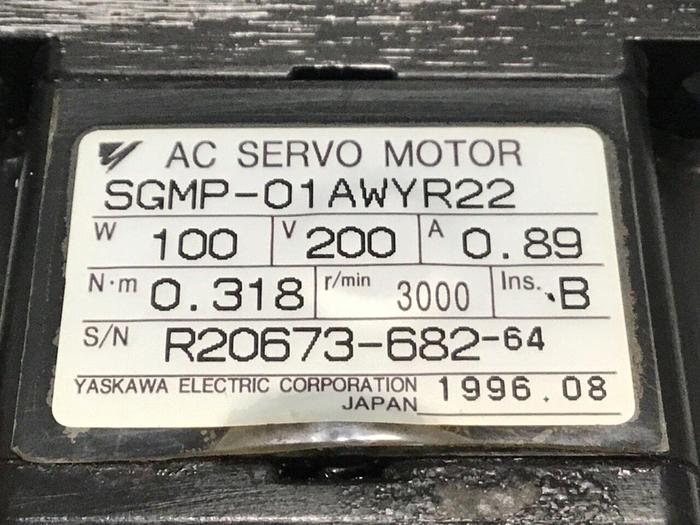 AC SERVO MOTOR
SGMP-01AWYR22
W 100 V 200 A 0.89
N·m 0.318 r/min 3000 Ins. B
S/N R20673-682-64
YASKAWA ELECTRIC CORPORATION 1996.08
JAPAN